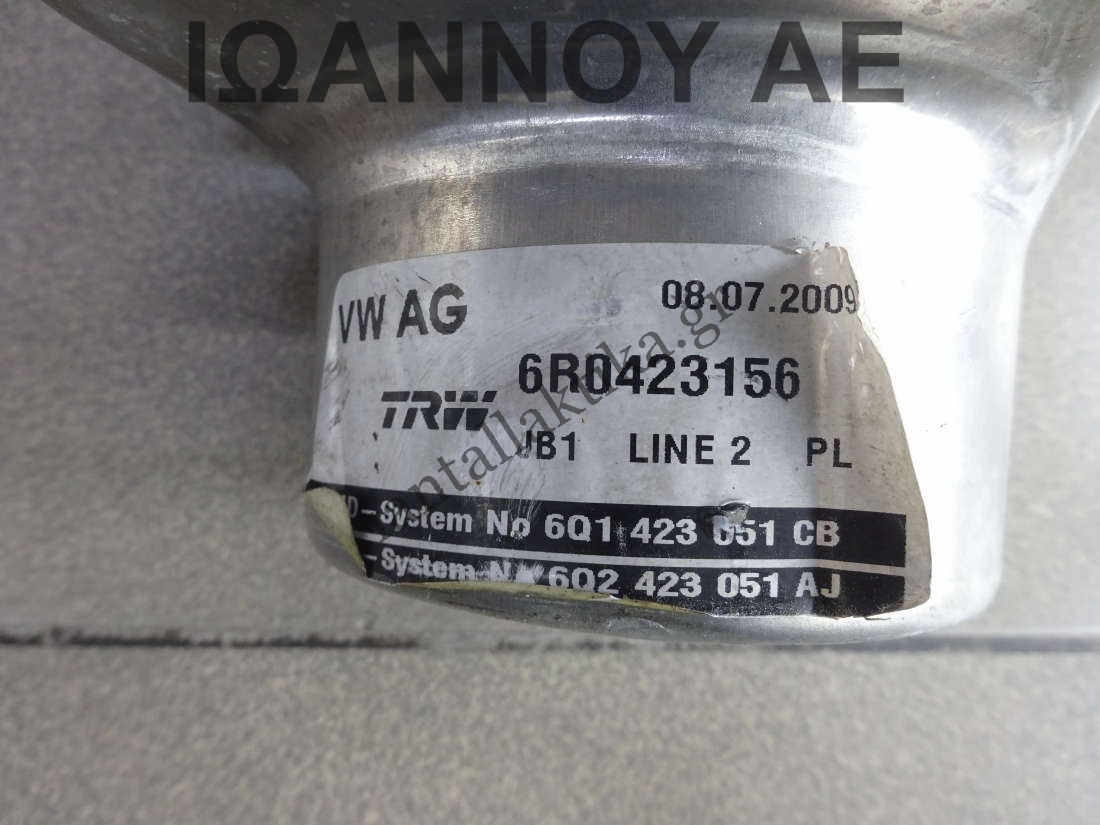 ΙΩΑΝΝΟΥ ΑΕ
VW AG 08.07.2009
6R0423156
TRW
JB1 LINE 2 PL
-System No 6Q1 423 051 CB
-System 6Q2 423 051 AJ
antallaktika.gr